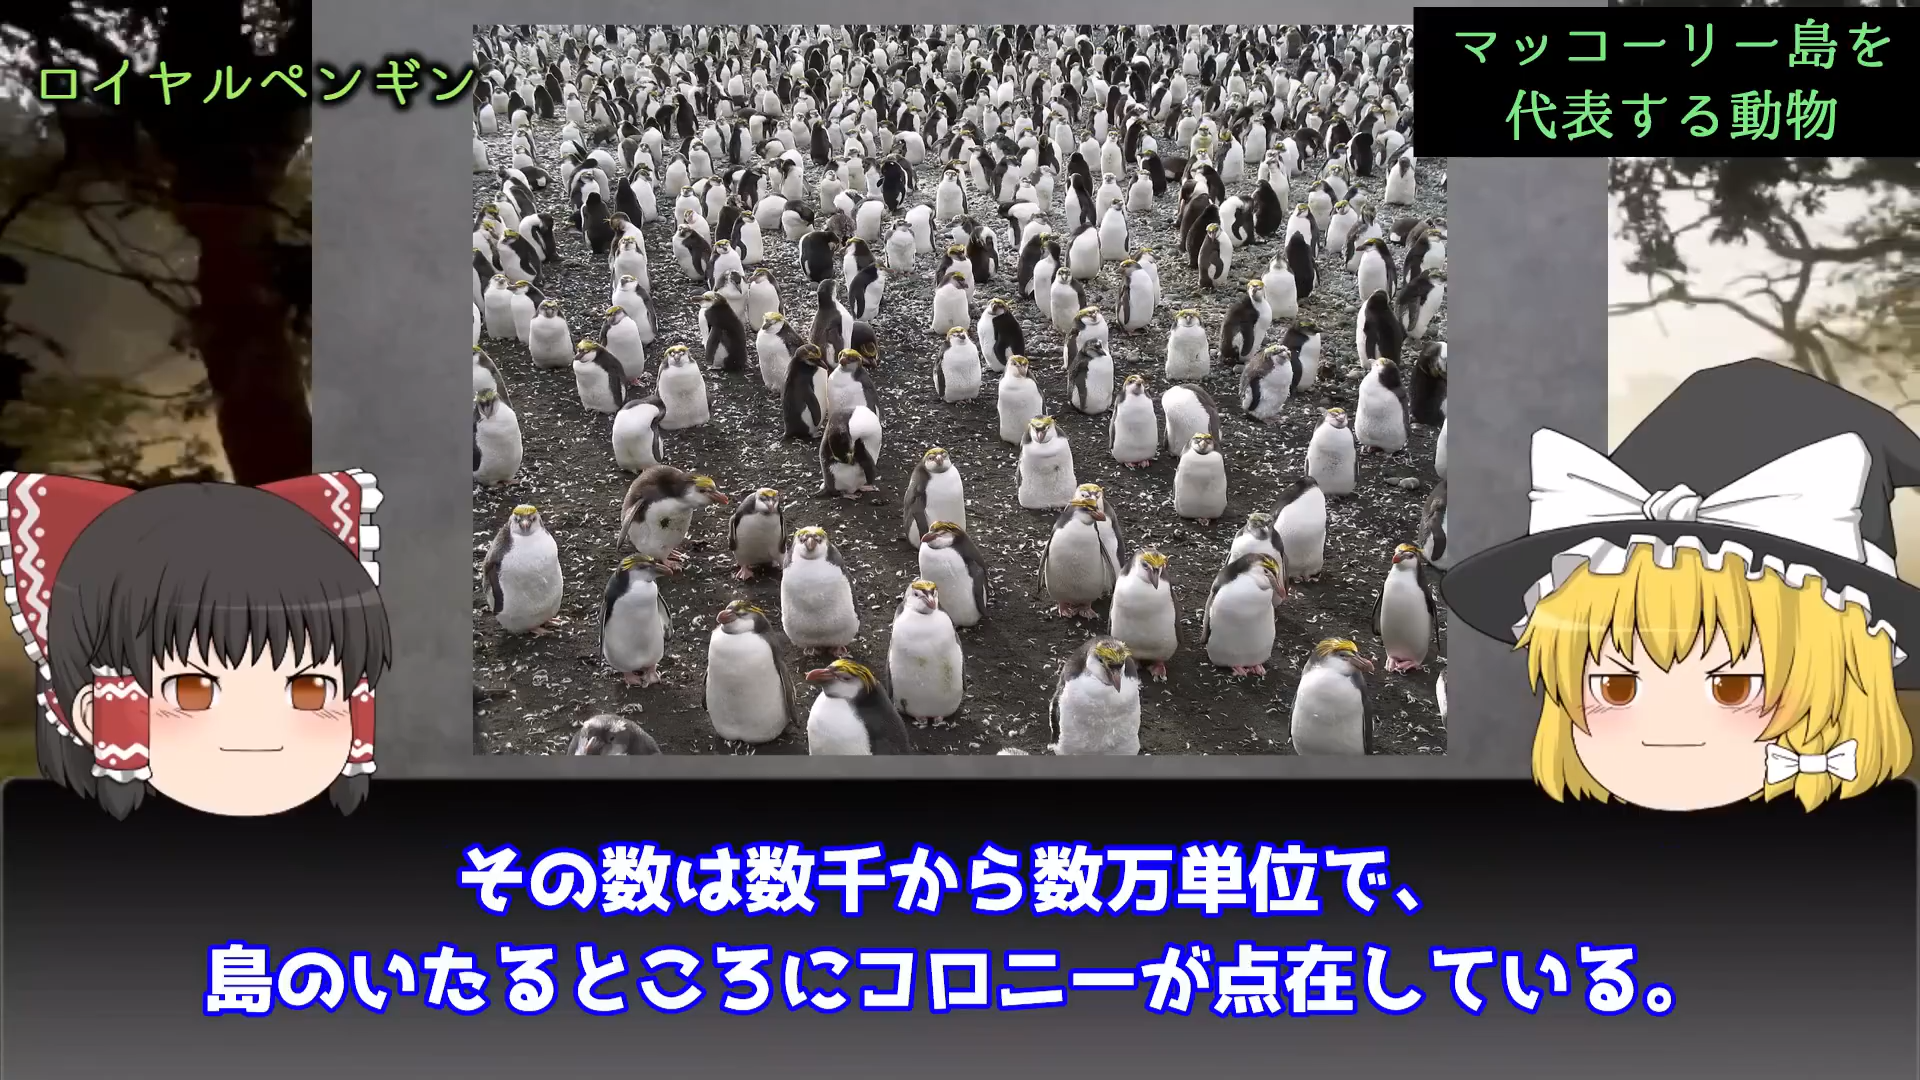 ロイヤルペンギン
マッコーリー島を
代表する動物
その数は数千から数万単位で、
島のいたるところにコロニーが点在している。